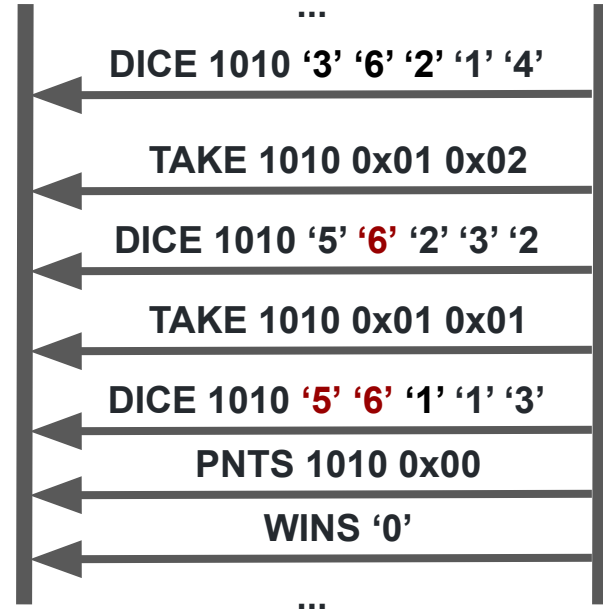 ...
DICE 1010 ‘3’ ‘6’ ‘2’ ‘1’ ‘4’
TAKE 1010 0x01 0x02
DICE 1010 ‘5’ ‘6’ ‘2’ ‘3’ ‘2
TAKE 1010 0x01 0x01
DICE 1010 ‘5’ ‘6’ ‘1’ ‘1’ ‘3’
PNTS 1010 0x00
WINS ‘0’
...